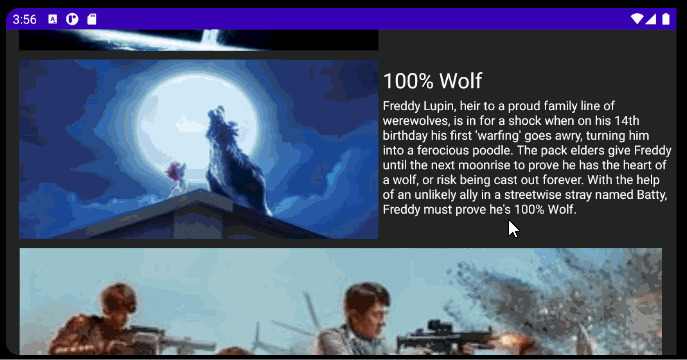 3:56
100% Wolf
Freddy Lupin, heir to a proud family line of
werewolves, is in for a shock when on his 14th
birthday his first 'warfing' goes awry, turning him
into a ferocious poodle. The pack elders give Freddy
until the next moonrise to prove he has the heart of
a wolf, or risk being cast out forever. With the help
of an unlikely ally in a streetwise stray named Batty,
Freddy must prove he's 100% Wolf.